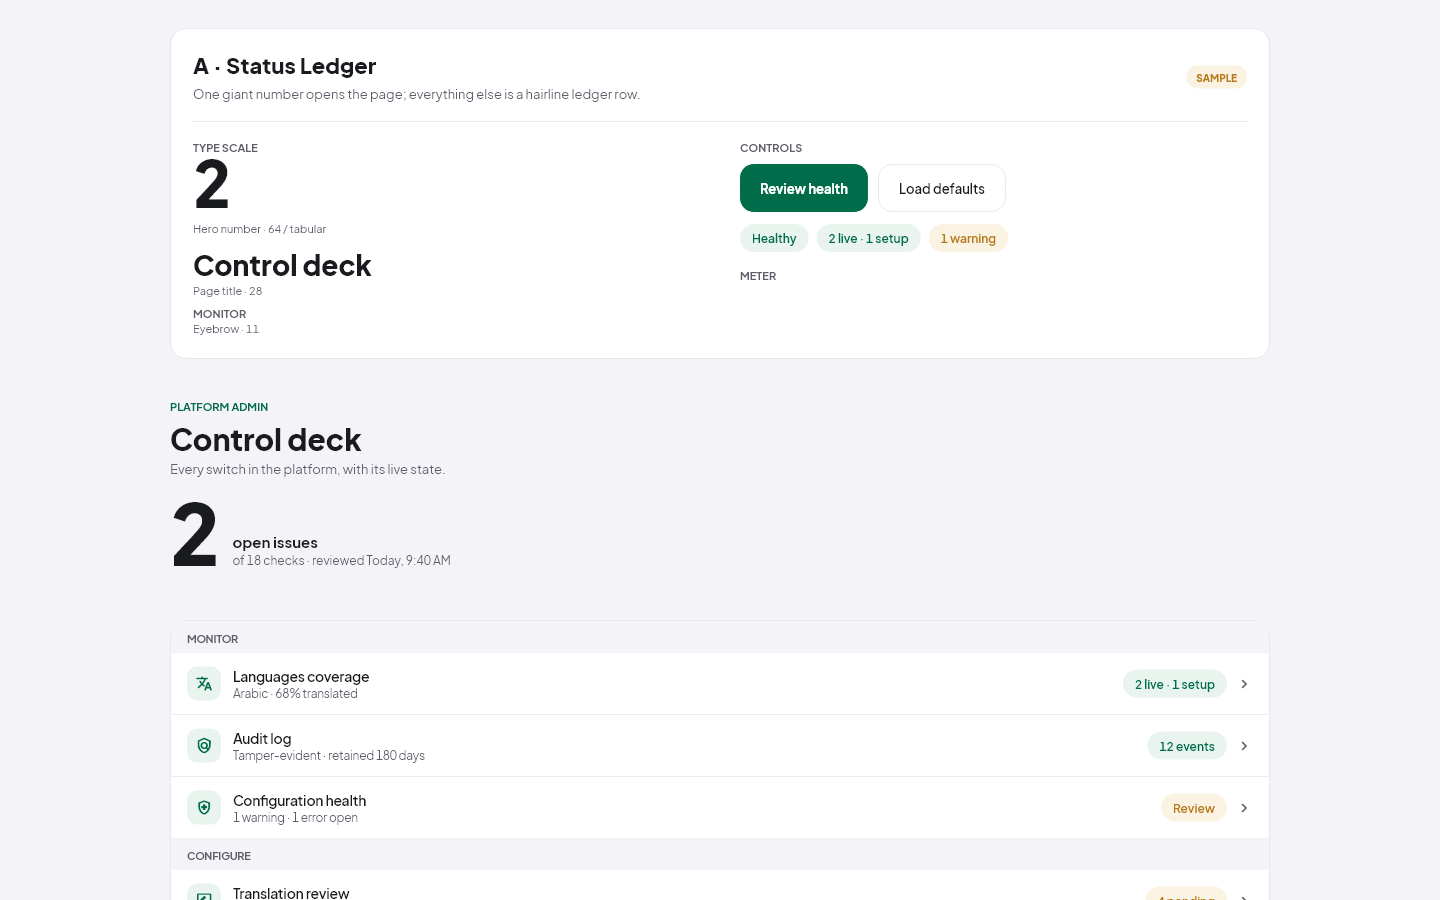 A · Status Ledger
One giant number opens the page; everything else is a hairline ledger row.
SAMPLE
TYPE SCALE
2
Hero number · 64 / tabular
Control deck
Page title · 28
MONITOR
Eyebrow · 11
CONTROLS
Review health
Load defaults
Healthy
2 live · 1 setup
1 warning
METER
PLATFORM ADMIN
Control deck
Every switch in the platform, with its live state.
2
open issues
of 18 checks · reviewed Today, 9:40 AM
MONITOR
Languages coverage
Arabic · 68% translated
2 live · 1 setup
Audit log
Tamper-evident · retained 180 days
12 events
Configuration health
1 warning · 1 error open
Review
CONFIGURE
Translation review